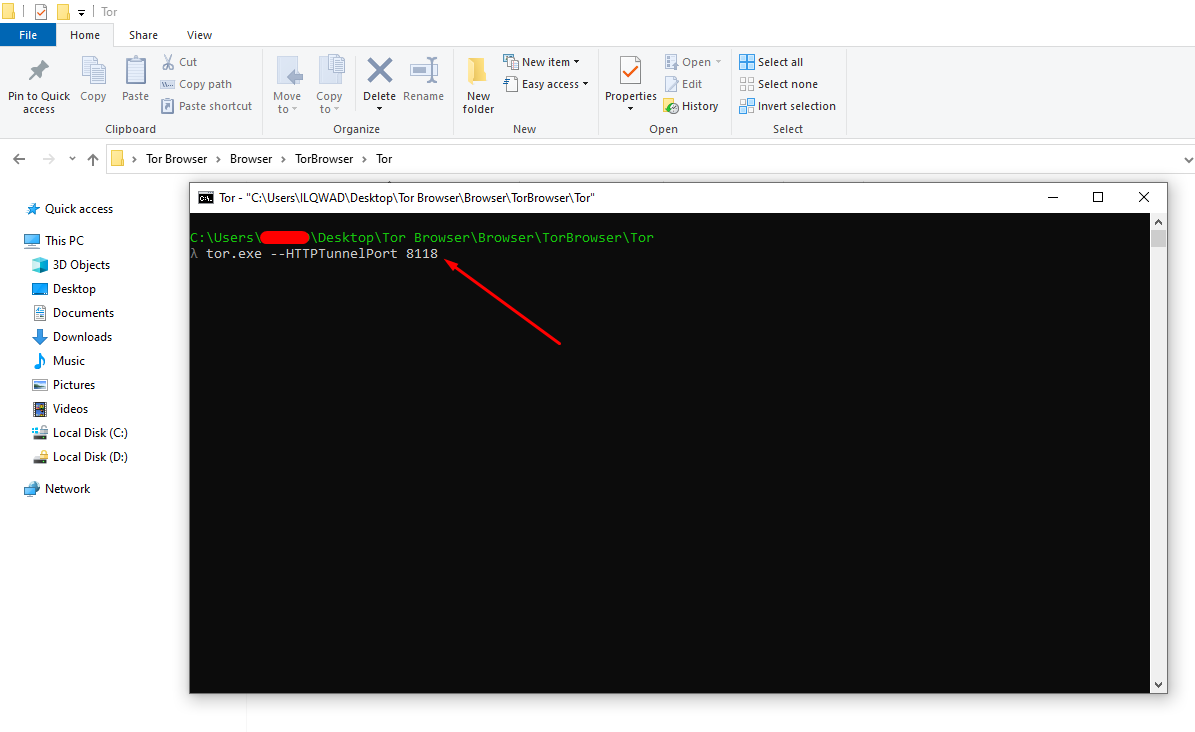 Tor
File Home Share View
Pin to Quick access
Copy
Paste
Cut
Copy path
Paste shortcut
Clipboard
Move to
Copy to
Delete
Rename
Organize
New folder
New item
Easy access
New
Properties
Open
Edit
History
Open
Select all
Select none
Invert selection
Select
Tor Browser › Browser › TorBrowser › Tor
Quick access
This PC
3D Objects
Desktop
Documents
Downloads
Music
Pictures
Videos
Local Disk (C:)
Local Disk (D:)
Network
Tor - "C:\Users\ILQWAD\Desktop\Tor Browser\Browser\TorBrowser\Tor"
C:\Users\ \Desktop\Tor Browser\Browser\TorBrowser\Tor
λ tor.exe --HTTPTunnelPort 8118